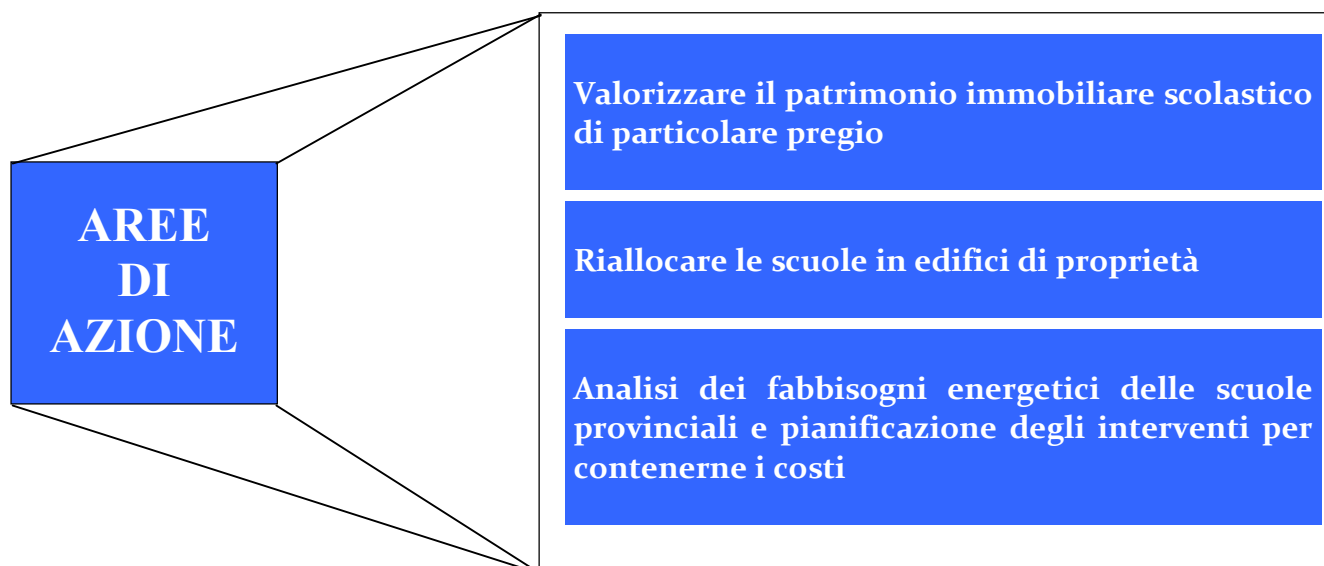 AREE
DI
AZIONE
Valorizzare il patrimonio immobiliare scolastico
di particolare pregio
Riallocare le scuole in edifici di proprietà
Analisi dei fabbisogni energetici delle scuole
provinciali e pianificazione degli interventi per
contenerne i costi